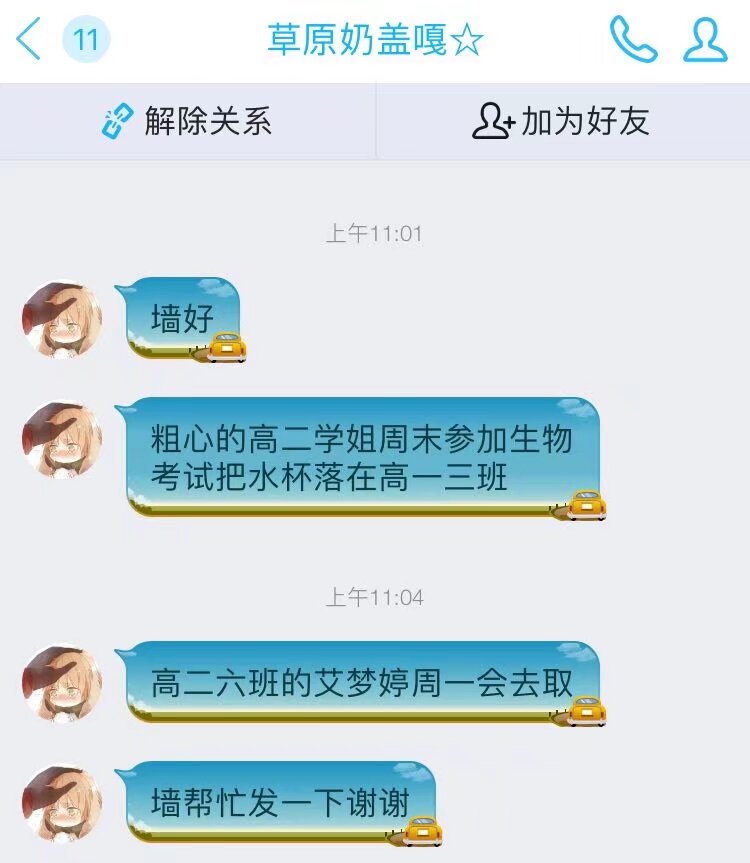 11
草原奶盖嘎☆
解除关系
加为好友
上午11:01
墙好
粗心的高二学姐周末参加生物
考试把水杯落在高一三班
上午11:04
高二六班的艾梦婷周一会去取
墙帮忙发一下谢谢